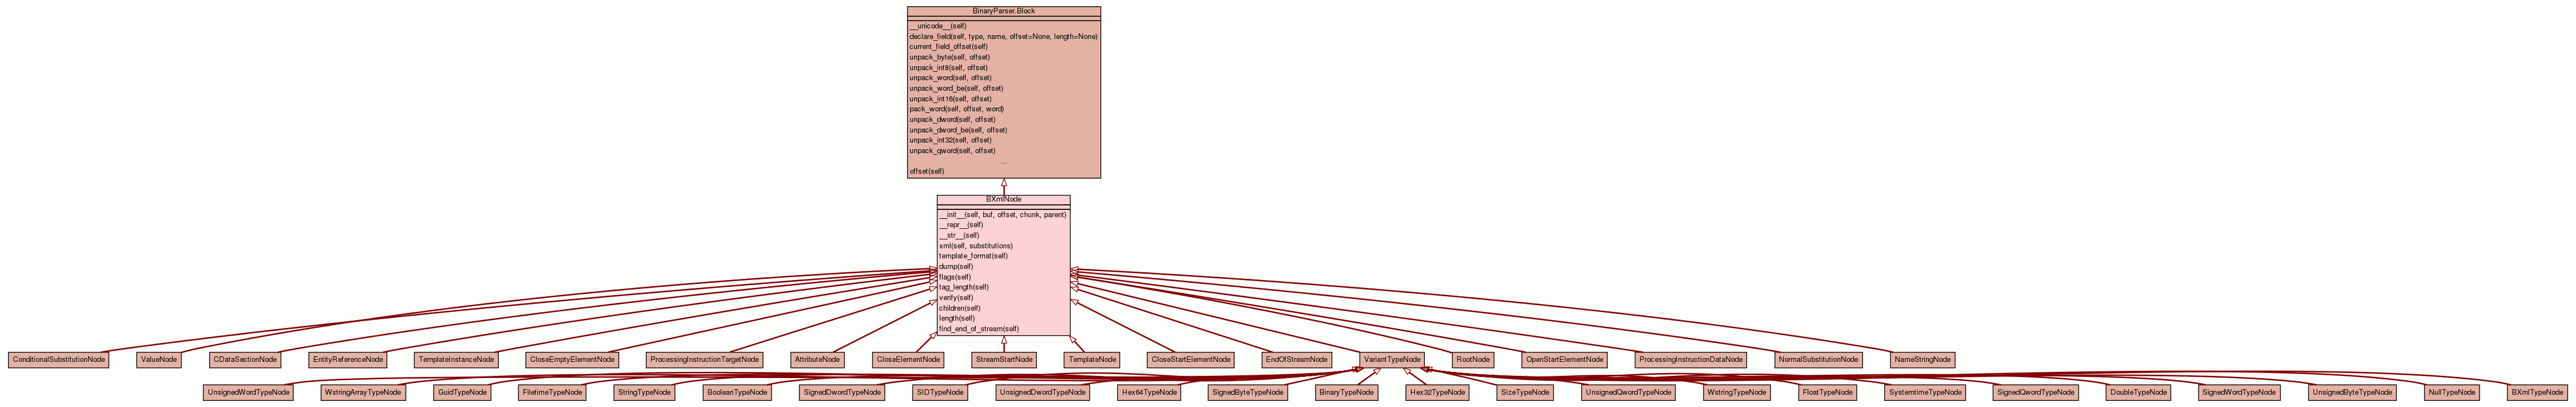 BinaryParser.Block
__unicode__(self)
declare_field(self, type, name, offset=None, length=None)
current_field_offset(self)
unpack_byte(self, offset)
unpack_int8(self, offset)
unpack_word(self, offset)
unpack_word_be(self, offset)
unpack_int16(self, offset)
pack_word(self, offset, word)
unpack_dword(self, offset)
unpack_dword_be(self, offset)
unpack_int32(self, offset)
unpack_qword(self, offset)
...
offset(self)
BXmlNode
__init__(self, buf, offset, chunk, parent)
__repr__(self)
__str__(self)
xml(self, substitutions)
template_format(self)
dump(self)
flags(self)
tag_length(self)
verify(self)
children(self)
length(self)
find_end_of_stream(self)
ConditionalSubstitutionNode
ValueNode
CDataSectionNode
EntityReferenceNode
TemplateInstanceNode
CloseEmptyElementNode
ProcessingInstructionTargetNode
AttributeNode
CloseElementNode
StreamStartNode
TemplateNode
CloseStartElementNode
EndOfStreamNode
VariantTypeNode
RootNode
OpenStartElementNode
ProcessingInstructionDataNode
NormalSubstitutionNode
NameStringNode
UnsignedWordTypeNode
WstringArrayTypeNode
GuidTypeNode
FiletimeTypeNode
StringTypeNode
BooleanTypeNode
SignedDwordTypeNode
SIDTypeNode
UnsignedDwordTypeNode
Hex64TypeNode
SignedByteTypeNode
BinaryTypeNode
Hex32TypeNode
SizeTypeNode
UnsignedQwordTypeNode
WstringTypeNode
FloatTypeNode
SystemtimeTypeNode
SignedQwordTypeNode
DoubleTypeNode
SignedWordTypeNode
UnsignedByteTypeNode
NullTypeNode
BXmlTypeNode